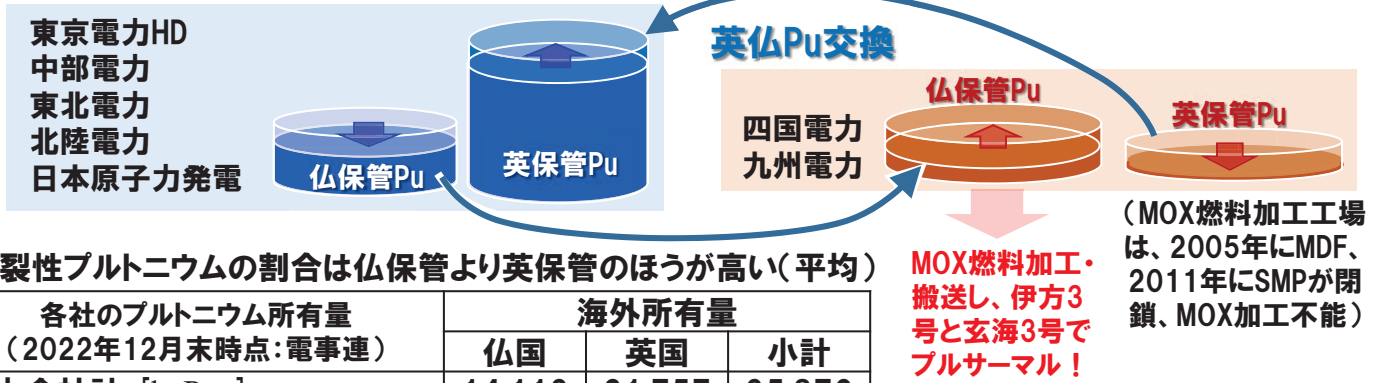 東京電力HD
中部電力
東北電力
北陸電力
日本原子力発電
仏保管Pu
英保管Pu
英仏Pu交換
四国電力
九州電力
仏保管Pu
英保管Pu
(MOX燃料加工工場
は、2005年にMDF、
2011年にSMPが閉
鎖、MOX加工不能)
MOX燃料加工・
搬送し、伊方3
号と玄海3号で
プルサーマル!
裂性プルトニウムの割合は仏保管より英保管のほうが高い(平均)
各社のプルトニウム所有量
(2022年12月末時点:電事連)
海外所有量
仏国
英国
小計